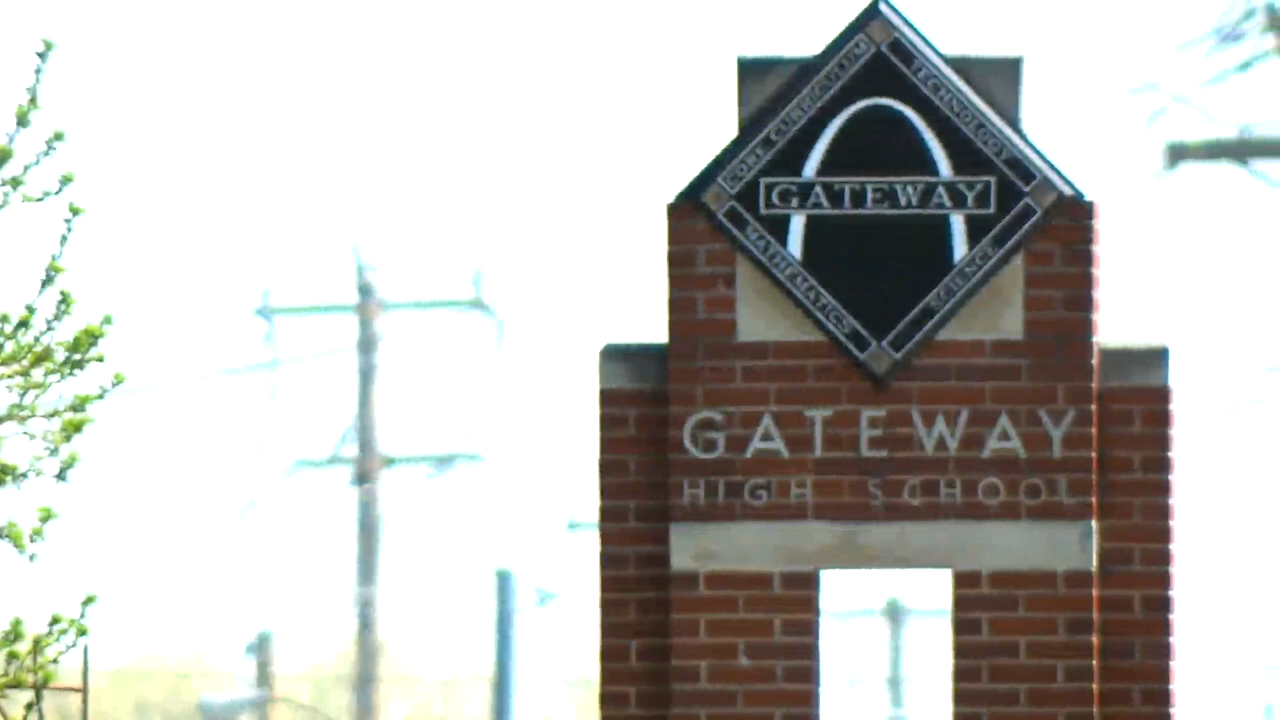 CORE CURRICULUM
TECHNOLOGY
GATEWAY
MATHEMATICS
SCIENCE
GATEWAY
HIGH SCHOOL